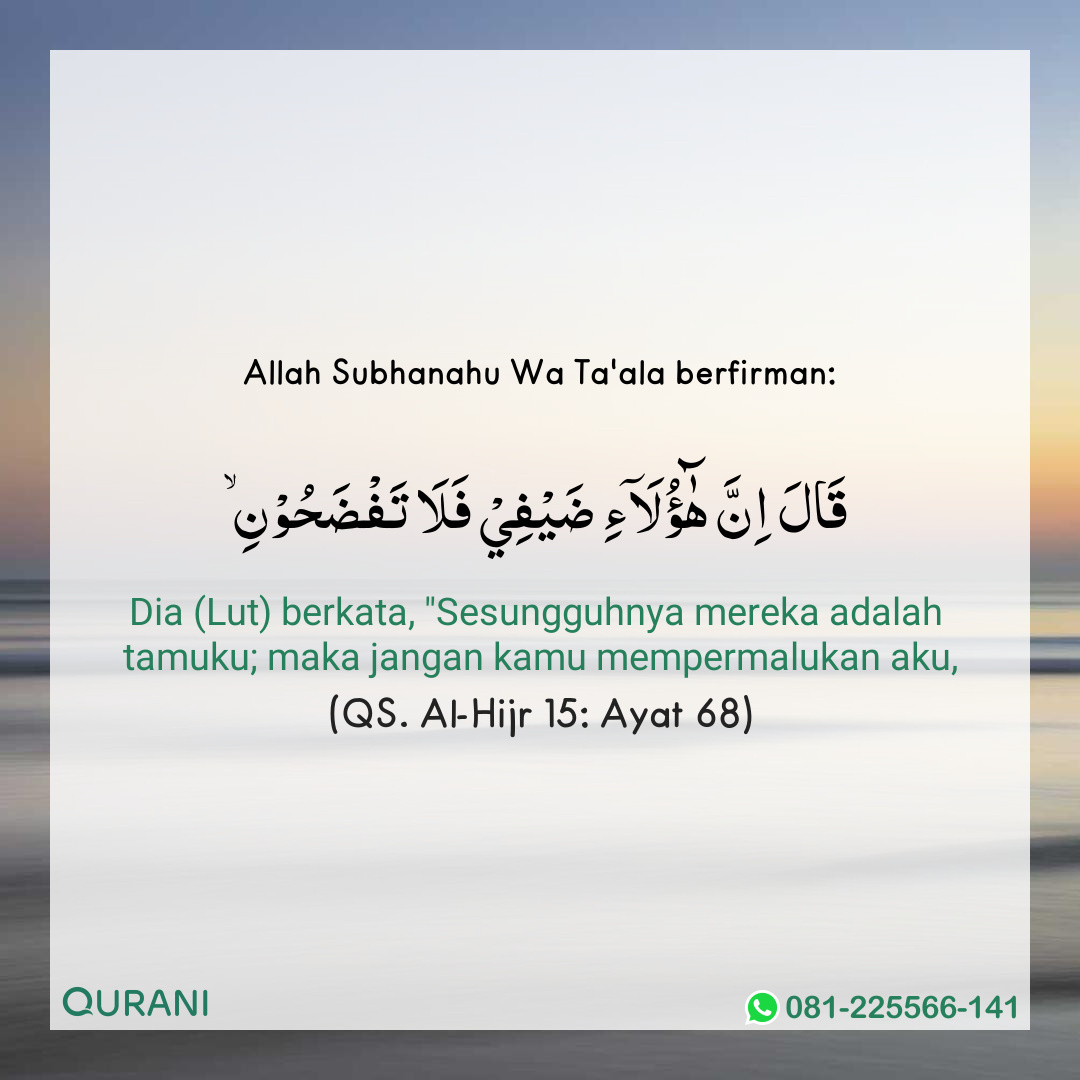 Allah Subhanahu Wa Ta'ala berfirman:
قَالَ اِنَّ هٰٓؤُلَآءِ ضَيْفِيْ فَلَا تَفْضَحُوْنِ ۙ
Dia (Lut) berkata, "Sesungguhnya mereka adalah
tamuku; maka jangan kamu mempermalukan aku,
(QS. Al-Hijr 15: Ayat 68)
QURANI
081-225566-141